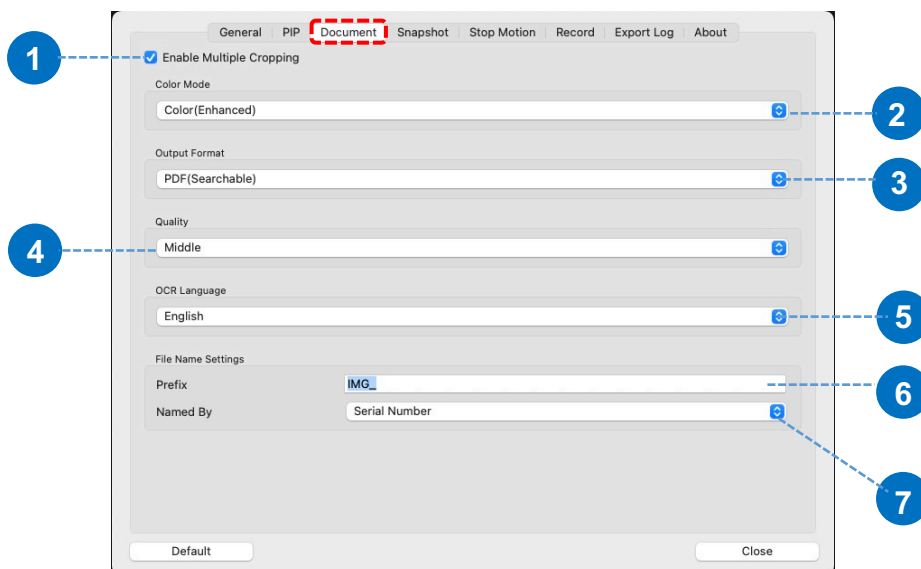 General PIP Document Snapshot Stop Motion Record Export Log About
1 Enable Multiple Cropping
Color Mode
Color(Enhanced) 2
Output Format
PDF(Searchable) 3
Quality
4 Middle
OCR Language
English 5
File Name Settings
Prefix IMG_ 6
Named By Serial Number
7
Default Close